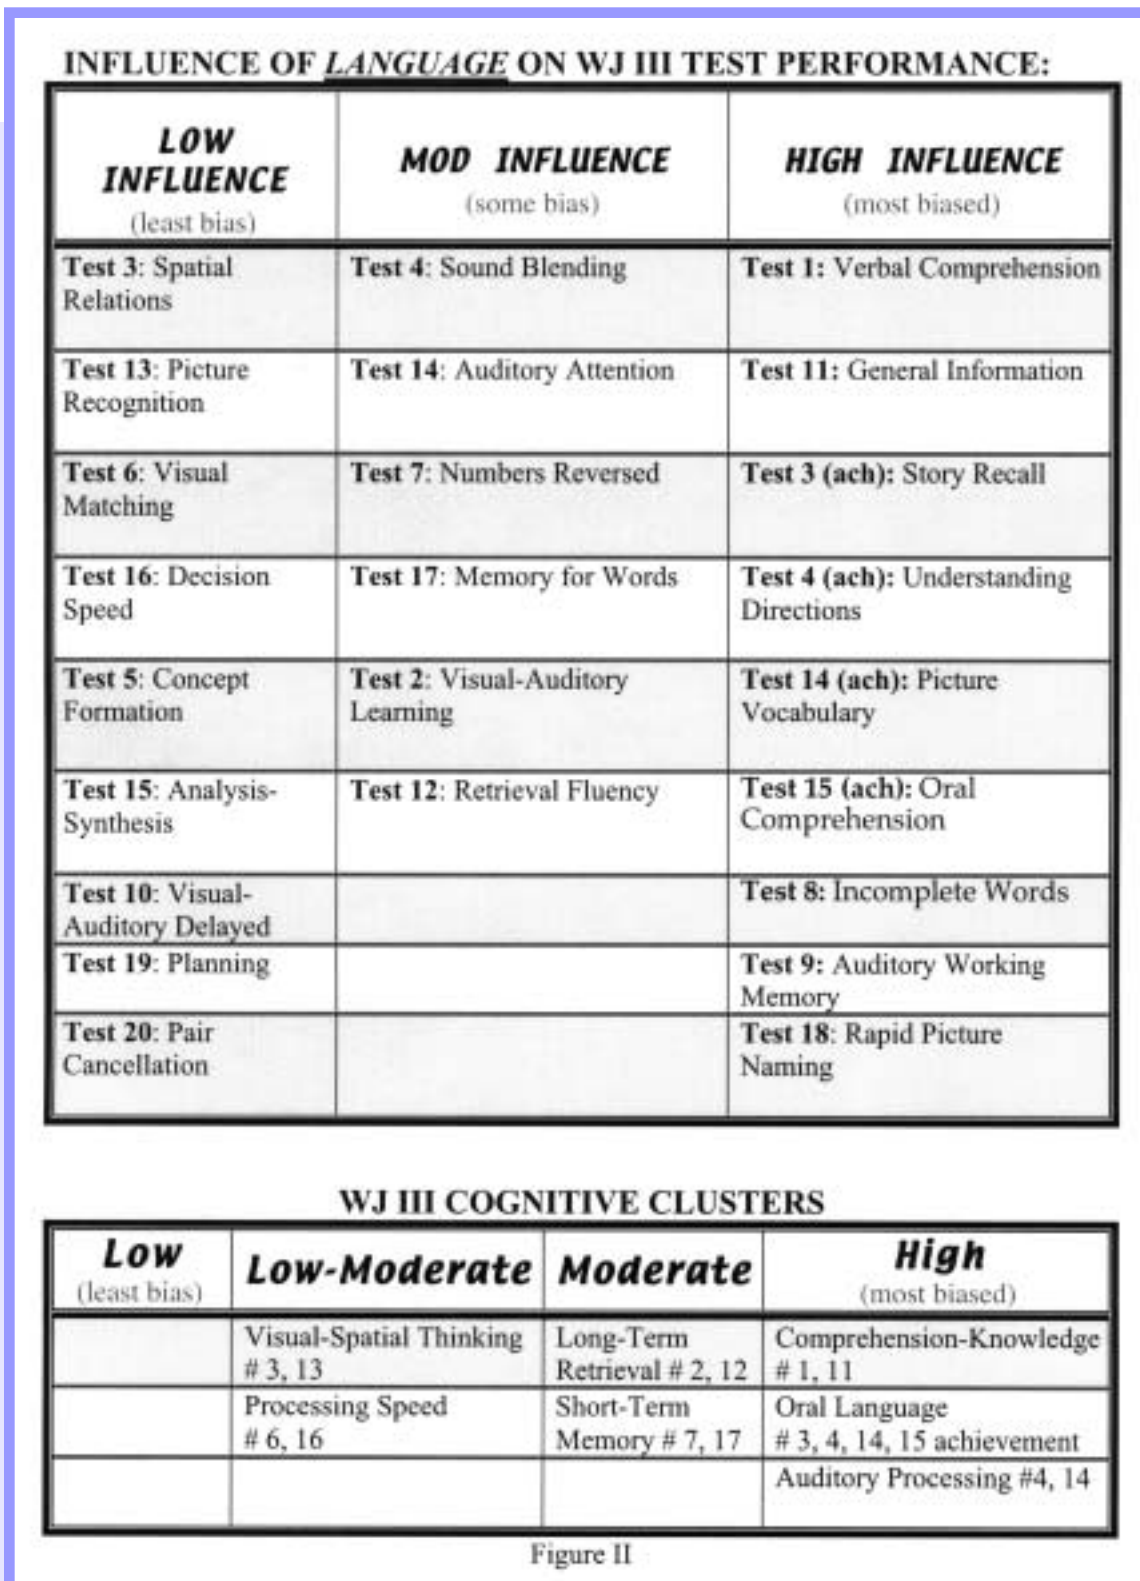 INFLUENCE OF LANGUAGE ON WJ III TEST PERFORMANCE:
LOW
INFLUENCE
(least bias)
MOD INFLUENCE
(some bias)
HIGH INFLUENCE
(most biased)
Test 3: Spatial
Relations
Test 4: Sound Blending
Test 1: Verbal Comprehension
Test 13: Picture
Recognition
Test 14: Auditory Attention
Test 11: General Information
Test 6: Visual
Matching
Test 7: Numbers Reversed
Test 3 (ach): Story Recall
Test 16: Decision
Speed
Test 17: Memory for Words
Test 4 (ach): Understanding
Directions
Test 5: Concept
Formation
Test 2: Visual-Auditory
Learning
Test 14 (ach): Picture
Vocabulary
Test 15: Analysis-
Synthesis
Test 12: Retrieval Fluency
Test 15 (ach): Oral
Comprehension
Test 10: Visual-
Auditory Delayed
Test 8: Incomplete Words
Test 19: Planning
Test 9: Auditory Working
Memory
Test 20: Pair
Cancellation
Test 18: Rapid Picture
Naming
WJ III COGNITIVE CLUSTERS
Low
(least bias)
Low-Moderate
Moderate
High
(most biased)
Visual-Spatial Thinking
# 3, 13
Long-Term
Retrieval # 2, 12
Comprehension-Knowledge
# 1, 11
Processing Speed
# 6, 16
Short-Term
Memory # 7, 17
Oral Language
# 3, 4, 14, 15 achievement
Auditory Processing #4, 14
Figure II